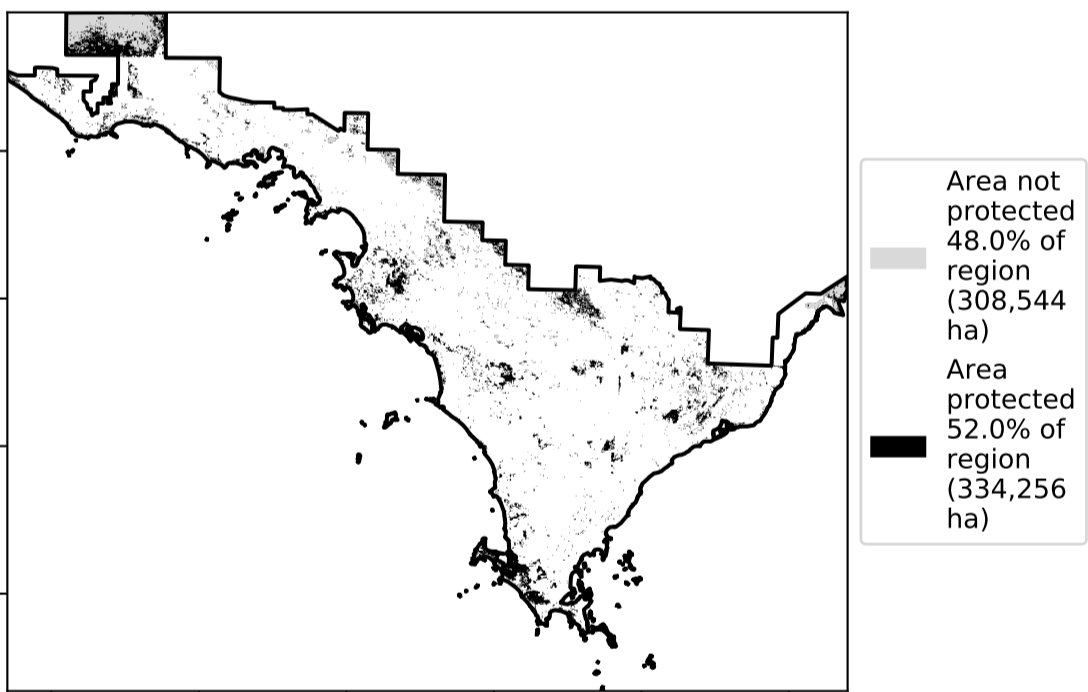 Area not
protected
48.0% of
region
(308,544
ha)
Area
protected
52.0% of
region
(334,256
ha)